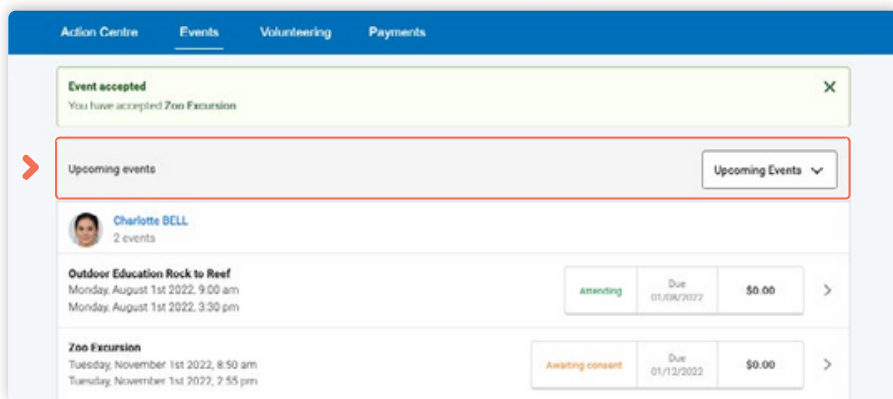 Action Centre Events Volunteering Payments
Event accepted
You have accepted Zoo Excursion
Upcoming events
Upcoming Events
Charlotte BELL
2 events
Outdoor Education Rock to Reef
Monday, August 1st 2022, 9:00 am
Monday, August 1st 2022, 3:30 pm
Attending
Due
01/08/2022
$0.00
Zoo Excursion
Tuesday, November 1st 2022, 8:50 am
Tuesday, November 1st 2022, 2:55 pm
Awaiting consent
Due
01/12/2022
$0.00